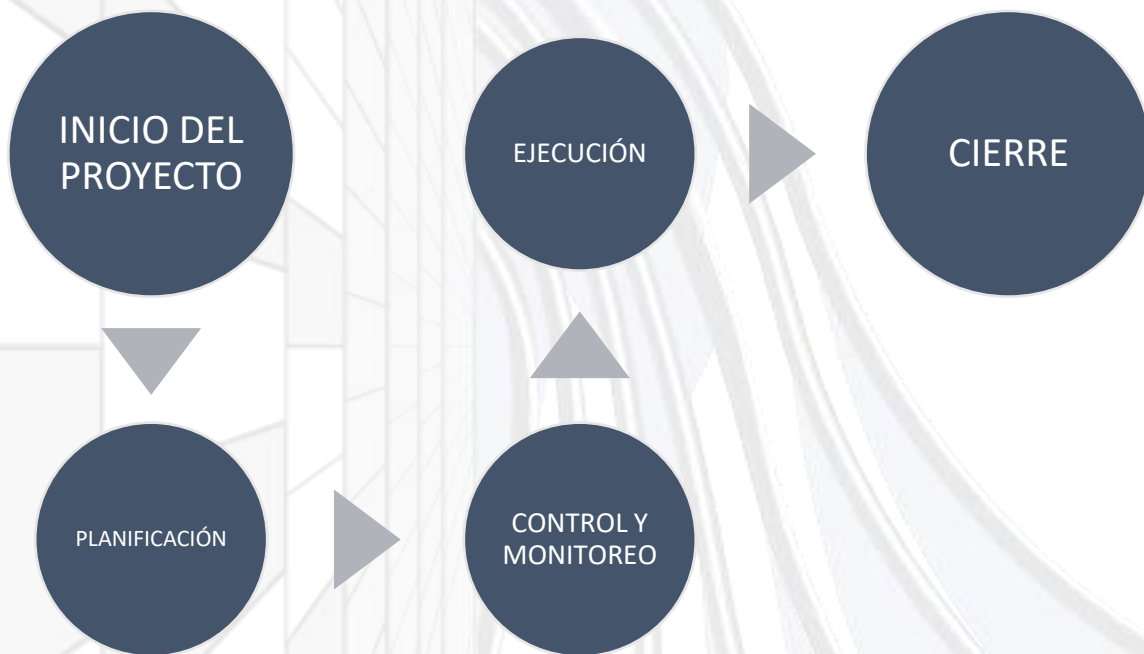 INICIO DEL
PROYECTO
PLANIFICACIÓN
CONTROL Y
MONITOREO
EJECUCIÓN
CIERRE